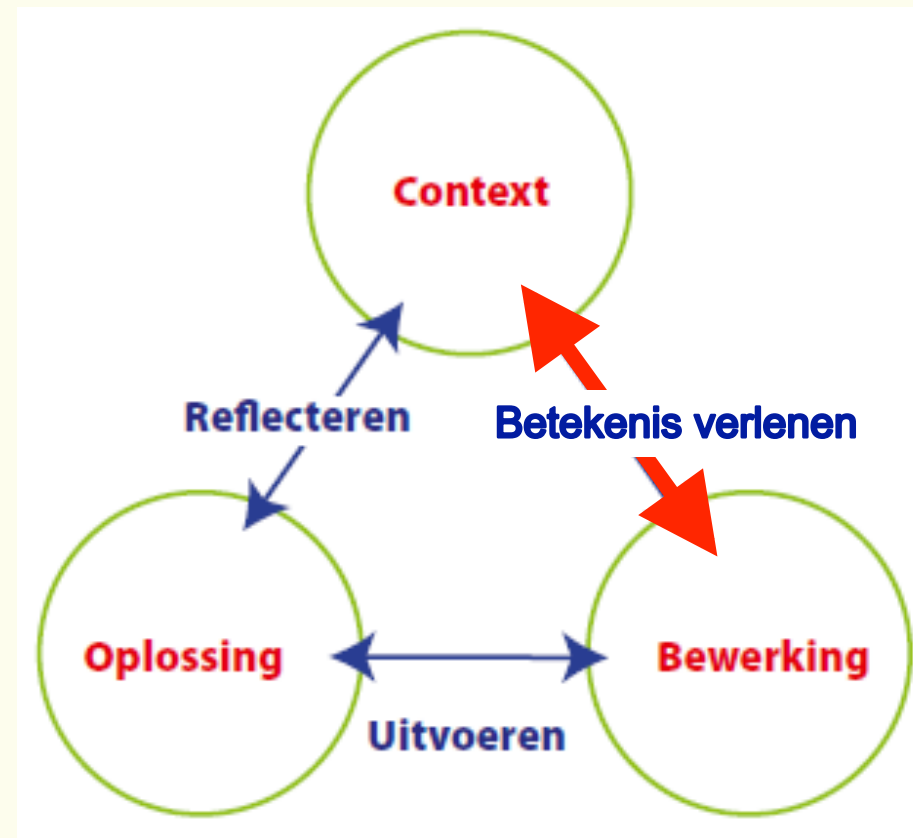 Context
Reflecteren
Betekenis verlenen
Oplossing
Bewerking
Uitvoeren